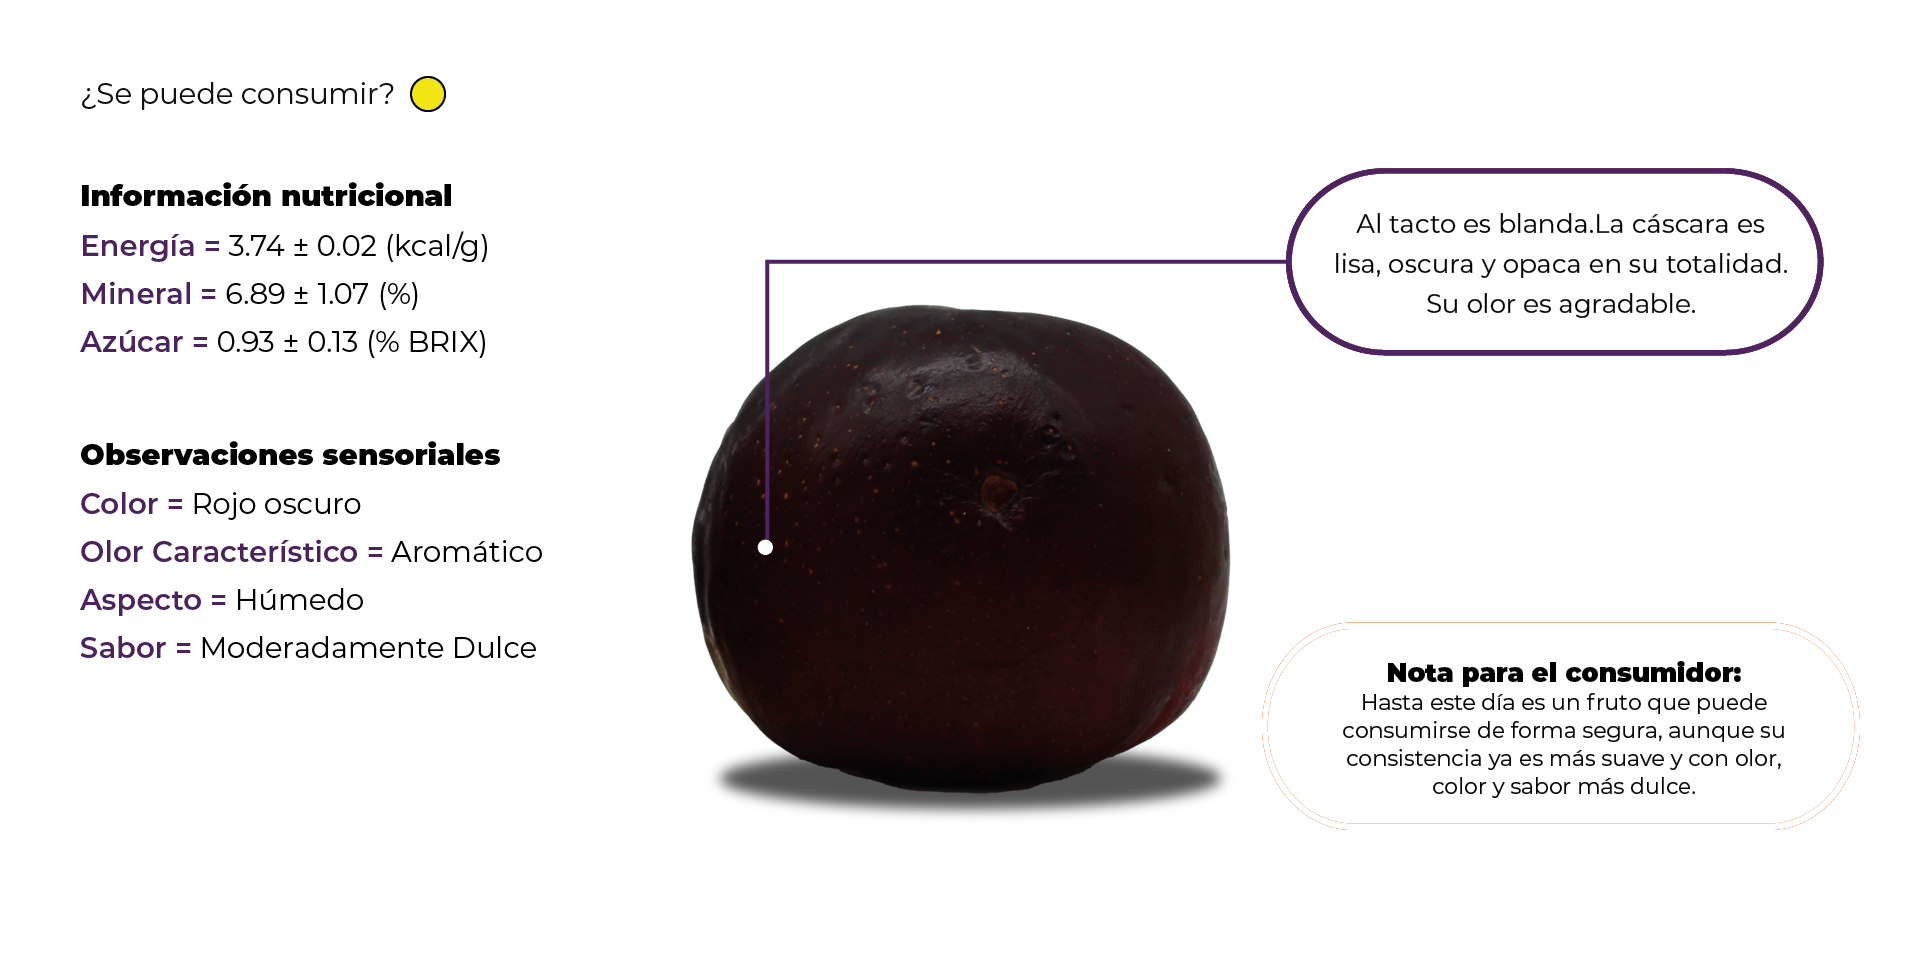 ¿Se puede consumir?
Información nutricional
Energía = 3.74 ± 0.02 (kcal/g)
Mineral = 6.89 ± 1.07 (%)
Azúcar = 0.93 ± 0.13 (% BRIX)
Observaciones sensoriales
Color = Rojo oscuro
Olor Característico = Aromático
Aspecto = Húmedo
Sabor = Moderadamente Dulce
Al tacto es blanda.La cáscara es
lisa, oscura y opaca en su totalidad.
Su olor es agradable.
Nota para el consumidor:
Hasta este día es un fruto que puede
consumirse de forma segura, aunque su
consistencia ya es más suave y con olor,
color y sabor más dulce.